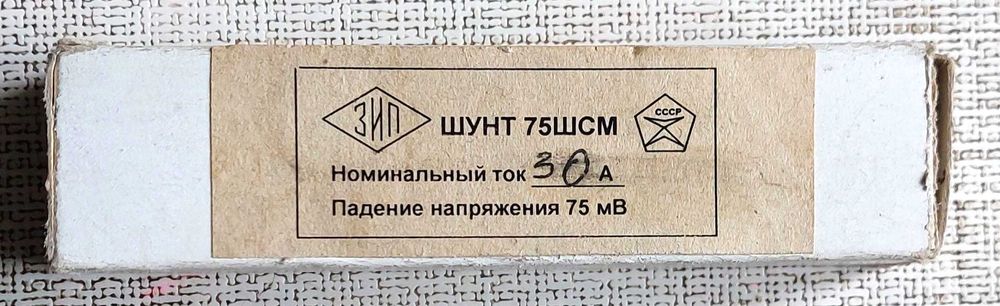 ЗИП ШУНТ 75ШСМ СССР
Номинальный ток 30 А
Падение напряжения 75 мВ